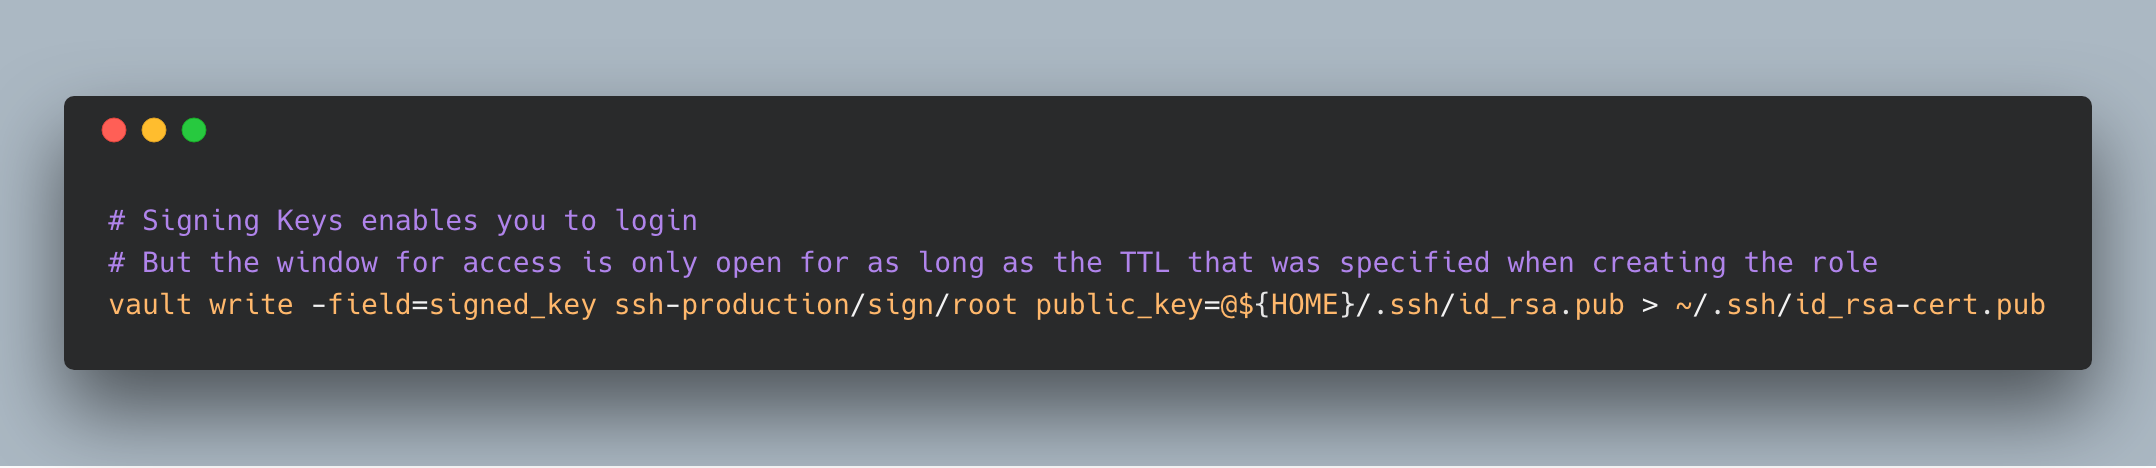 # Signing Keys enables you to login
# But the window for access is only open for as long as the TTL that was specified when creating the role
vault write -field=signed_key ssh-production/sign/root public_key=@${HOME}/.ssh/id_rsa.pub > ~/.ssh/id_rsa-cert.pub